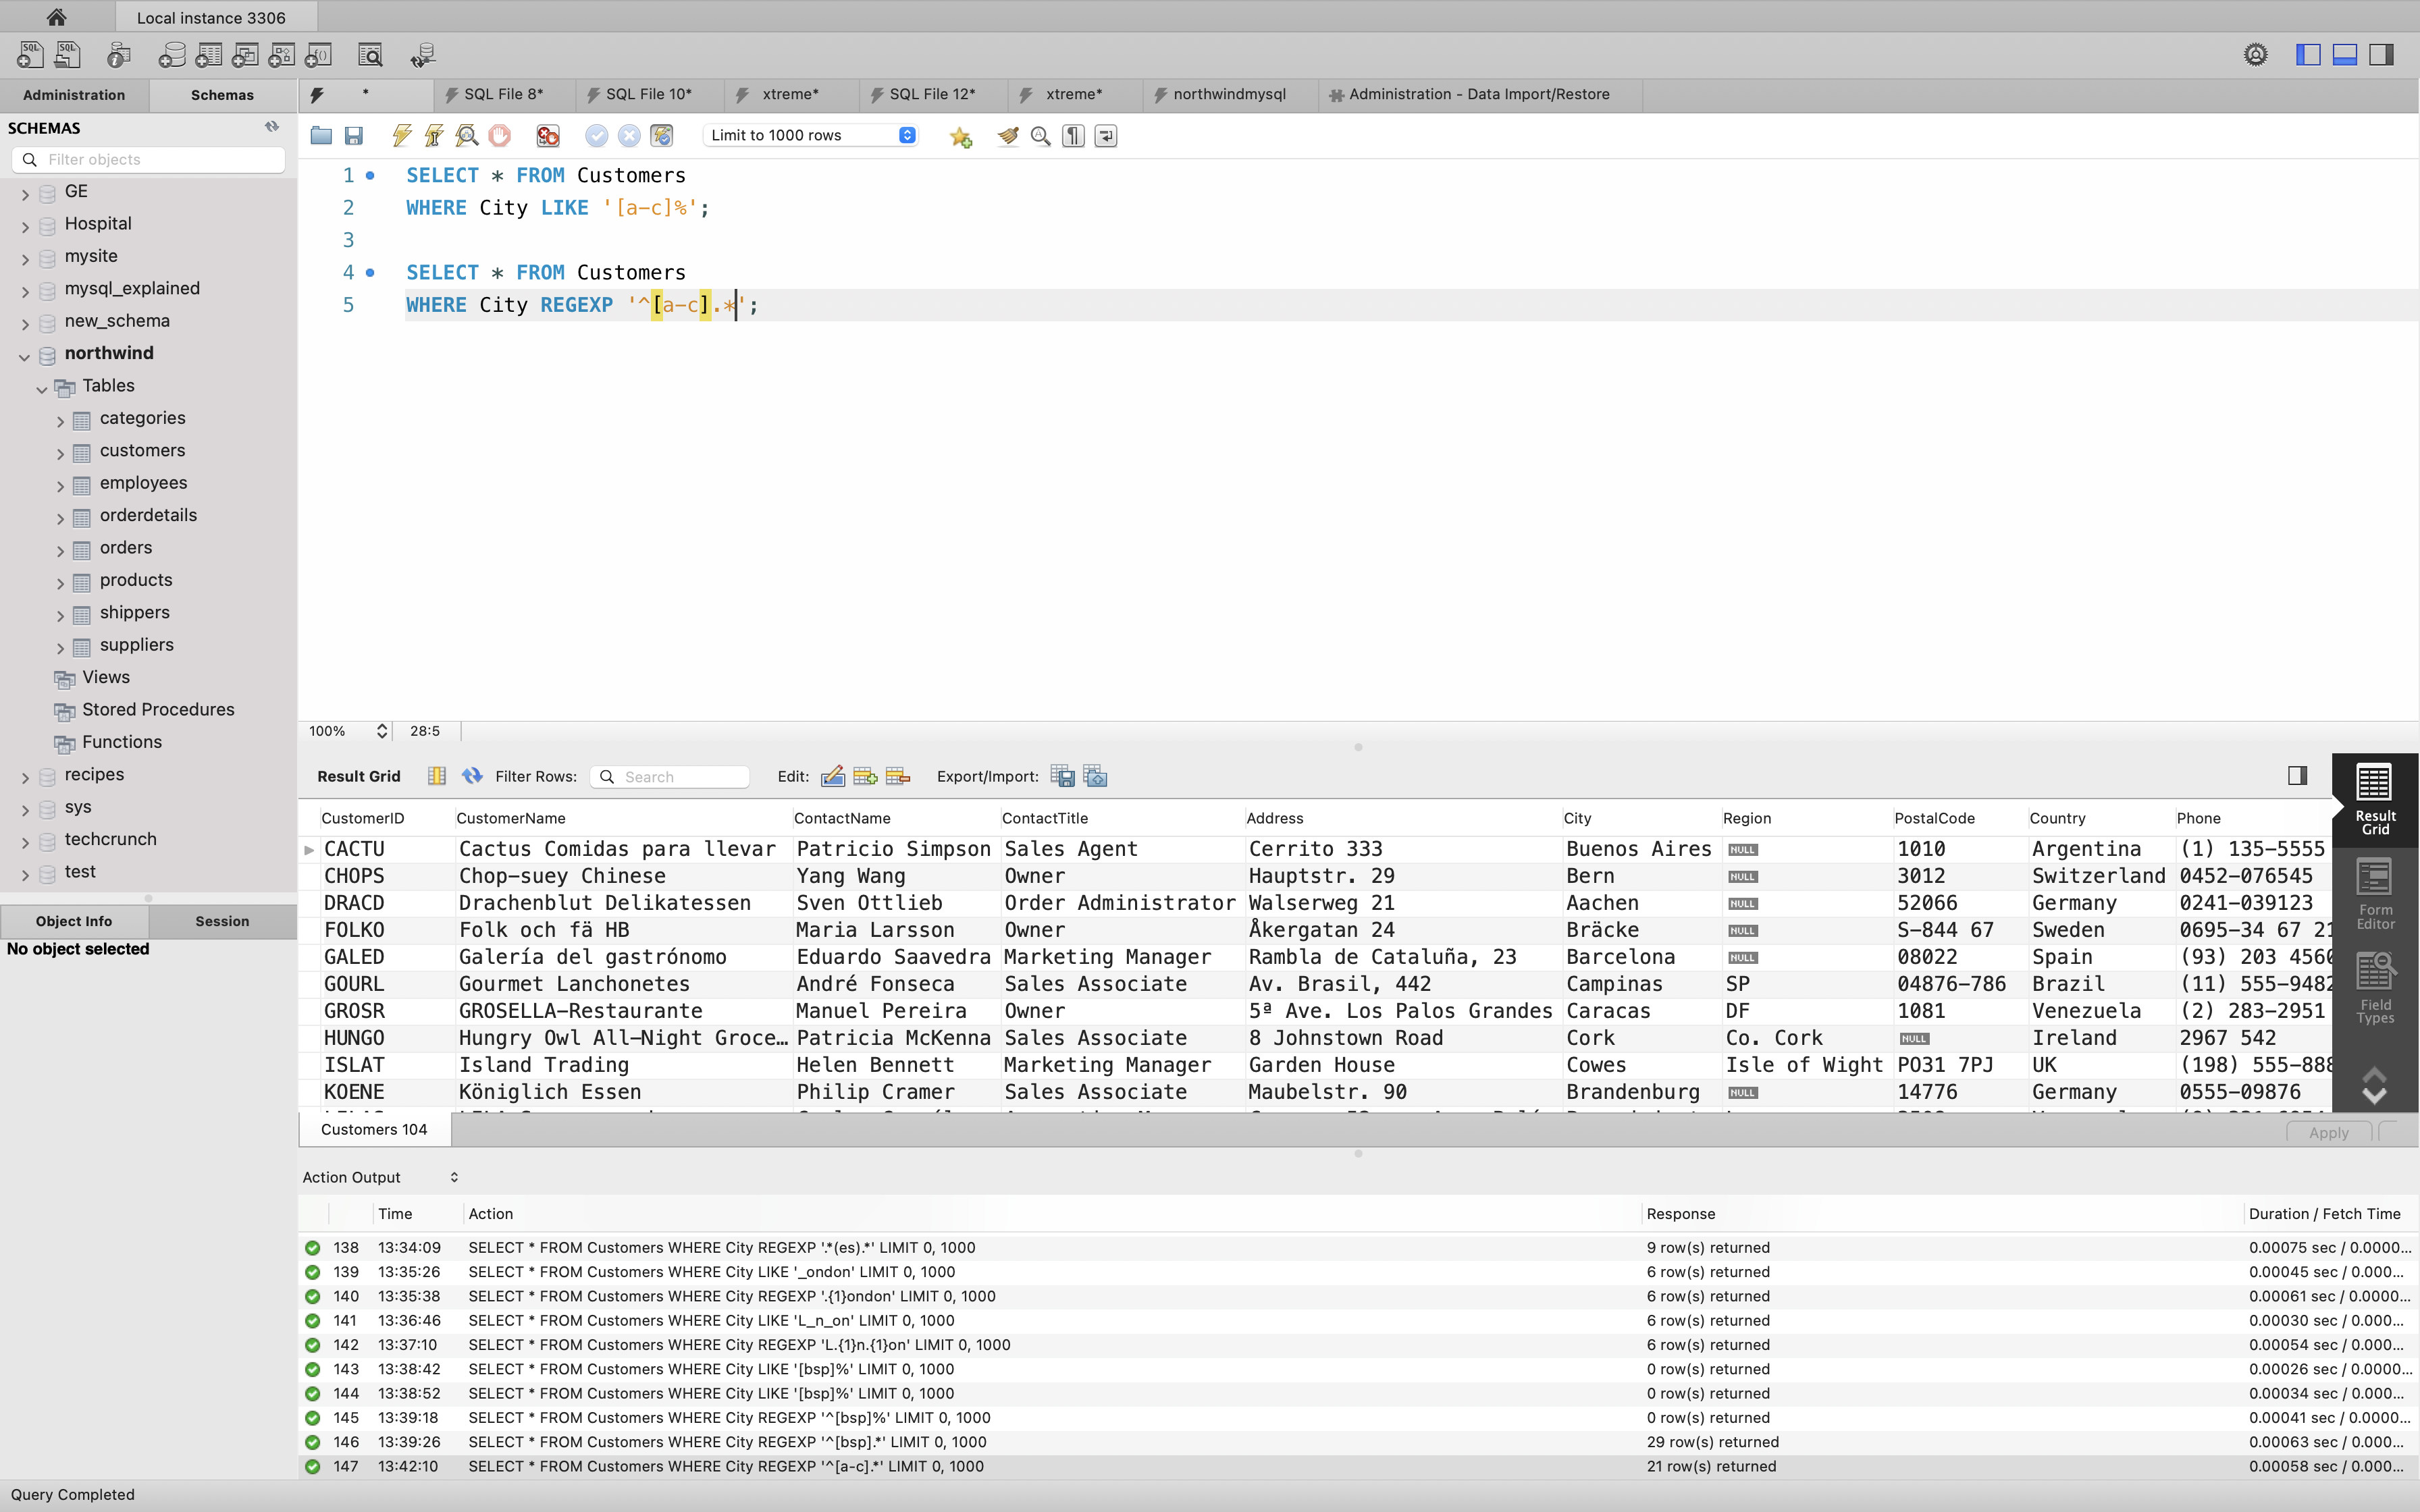 Local instance 3306
Administration
Schemas
*
SQL File 8*
SQL File 10*
xtreme*
SQL File 12*
xtreme*
northwindmysql
Administration - Data Import/Restore
SCHEMAS
Filter objects
Limit to 1000 rows
GE
Hospital
mysite
mysql_explained
new_schema
northwind
Tables
categories
customers
employees
orderdetails
orders
products
shippers
suppliers
Views
Stored Procedures
Functions
recipes
sys
techcrunch
test
Object Info
Session
No object selected
1 SELECT * FROM Customers
2 WHERE City LIKE '[a-c]%';
3
4 SELECT * FROM Customers
5 WHERE City REGEXP '^[a-c].*';
100%
28:5
Result Grid
Filter Rows:
Search
Edit:
Export/Import:
Result Grid
Form Editor
Field Types
CustomerID CustomerName ContactName ContactTitle Address City Region PostalCode Country Phone
CACTU Cactus Comidas para llevar Patricio Simpson Sales Agent Cerrito 333 Buenos Aires NULL 1010 Argentina (1) 135-5555
CHOPS Chop-suey Chinese Yang Wang Owner Hauptstr. 29 Bern NULL 3012 Switzerland 0452-076545
DRACD Drachenblut Delikatessen Sven Ottlieb Order Administrator Walserweg 21 Aachen NULL 52066 Germany 0241-039123
FOLKO Folk och fä HB Maria Larsson Owner Åkergatan 24 Bräcke NULL S-844 67 Sweden 0695-34 67 21
GALED Galería del gastrónomo Eduardo Saavedra Marketing Manager Rambla de Cataluña, 23 Barcelona NULL 08022 Spain (93) 203 4560
GOURL Gourmet Lanchonetes André Fonseca Sales Associate Av. Brasil, 442 Campinas SP 04876-786 Brazil (11) 555-9482
GROSR GROSELLA-Restaurante Manuel Pereira Owner 5ª Ave. Los Palos Grandes Caracas DF 1081 Venezuela (2) 283-2951
HUNGO Hungry Owl All-Night Groce... Patricia McKenna Sales Associate 8 Johnstown Road Cork Co. Cork NULL Ireland 2967 542
ISLAT Island Trading Helen Bennett Marketing Manager Garden House Cowes Isle of Wight PO31 7PJ UK (198) 555-888
KOENE Königlich Essen Philip Cramer Sales Associate Maubelstr. 90 Brandenburg NULL 14776 Germany 0555-09876
Customers 104
Apply
Action Output
Time Action Response Duration / Fetch Time
138 13:34:09 SELECT * FROM Customers WHERE City REGEXP '.*(es).*' LIMIT 0, 1000 9 row(s) returned 0.00075 sec / 0.0000...
139 13:35:26 SELECT * FROM Customers WHERE City LIKE '_ondon' LIMIT 0, 1000 6 row(s) returned 0.00045 sec / 0.000...
140 13:35:38 SELECT * FROM Customers WHERE City REGEXP '.{1}ondon' LIMIT 0, 1000 6 row(s) returned 0.00061 sec / 0.0000...
141 13:36:46 SELECT * FROM Customers WHERE City LIKE 'L_n_on' LIMIT 0, 1000 6 row(s) returned 0.00030 sec / 0.000...
142 13:37:10 SELECT * FROM Customers WHERE City REGEXP 'L.{1}n.{1}on' LIMIT 0, 1000 6 row(s) returned 0.00054 sec / 0.000...
143 13:38:42 SELECT * FROM Customers WHERE City LIKE '[bsp]%' LIMIT 0, 1000 0 row(s) returned 0.00026 sec / 0.0000...
144 13:38:52 SELECT * FROM Customers WHERE City LIKE '[bsp]%' LIMIT 0, 1000 0 row(s) returned 0.00034 sec / 0.000...
145 13:39:18 SELECT * FROM Customers WHERE City REGEXP '^[bsp]%' LIMIT 0, 1000 0 row(s) returned 0.00041 sec / 0.0000...
146 13:39:26 SELECT * FROM Customers WHERE City REGEXP '^[bsp].*' LIMIT 0, 1000 29 row(s) returned 0.00063 sec / 0.000...
147 13:42:10 SELECT * FROM Customers WHERE City REGEXP '^[a-c].*' LIMIT 0, 1000 21 row(s) returned 0.00058 sec / 0.000...
Query Completed